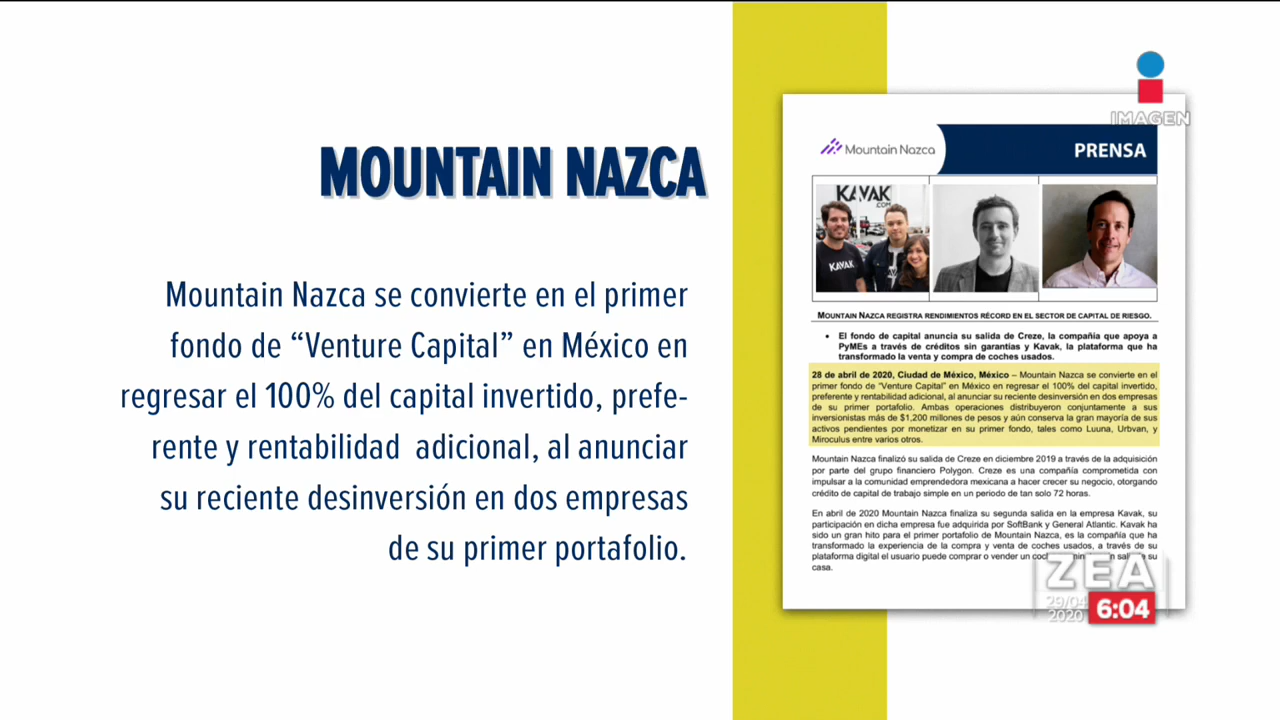 MOUNTAIN NAZCA
Mountain Nazca se convierte en el primer
fondo de “Venture Capital” en México en
regresar el 100% del capital invertido, prefe-
rente y rentabilidad adicional, al anunciar
su reciente desinversión en dos empresas
de su primer portafolio.
IMAGEN
Mountain Nazca
PRENSA
KAVAK
.COM
KAVAK
MOUNTAIN NAZCA REGISTRA RENDIMIENTOS RÉCORD EN EL SECTOR DE CAPITAL DE RIESGO.
• El fondo de capital anuncia su salida de Creze, la compañía que apoya a
PyMEs a través de créditos sin garantías y Kavak, la plataforma que ha
transformado la venta y compra de coches usados.
28 de abril de 2020, Ciudad de México, México – Mountain Nazca se convierte en el
primer fondo de “Venture Capital” en México en regresar el 100% del capital invertido,
preferente y rentabilidad adicional, al anunciar su reciente desinversión en dos empresas
de su primer portafolio. Ambas operaciones distribuyeron conjuntamente a sus
inversionistas más de $1,200 millones de pesos y aún conserva la gran mayoría de sus
activos pendientes por monetizar en su primer fondo, tales como Luuna, Urbvan, y
Miroculus entre varios otros.
Mountain Nazca finalizó su salida de Creze en diciembre 2019 a través de la adquisición
por parte del grupo financiero Polygon. Creze es una compañía comprometida con
impulsar a la comunidad emprendedora mexicana a hacer crecer su negocio, otorgando
crédito de capital de trabajo simple en un periodo de tan solo 72 horas.
En abril de 2020 Mountain Nazca finaliza su segunda salida en la empresa Kavak, su
participación en dicha empresa fue adquirida por SoftBank y General Atlantic. Kavak ha
sido un gran hito para el primer portafolio de Mountain Nazca, es la compañía que ha
transformado la experiencia de la compra y venta de coches usados, a través de su
plataforma digital el usuario puede comprar o vender un su
casa.
ZEA
29/04
2020
6:04